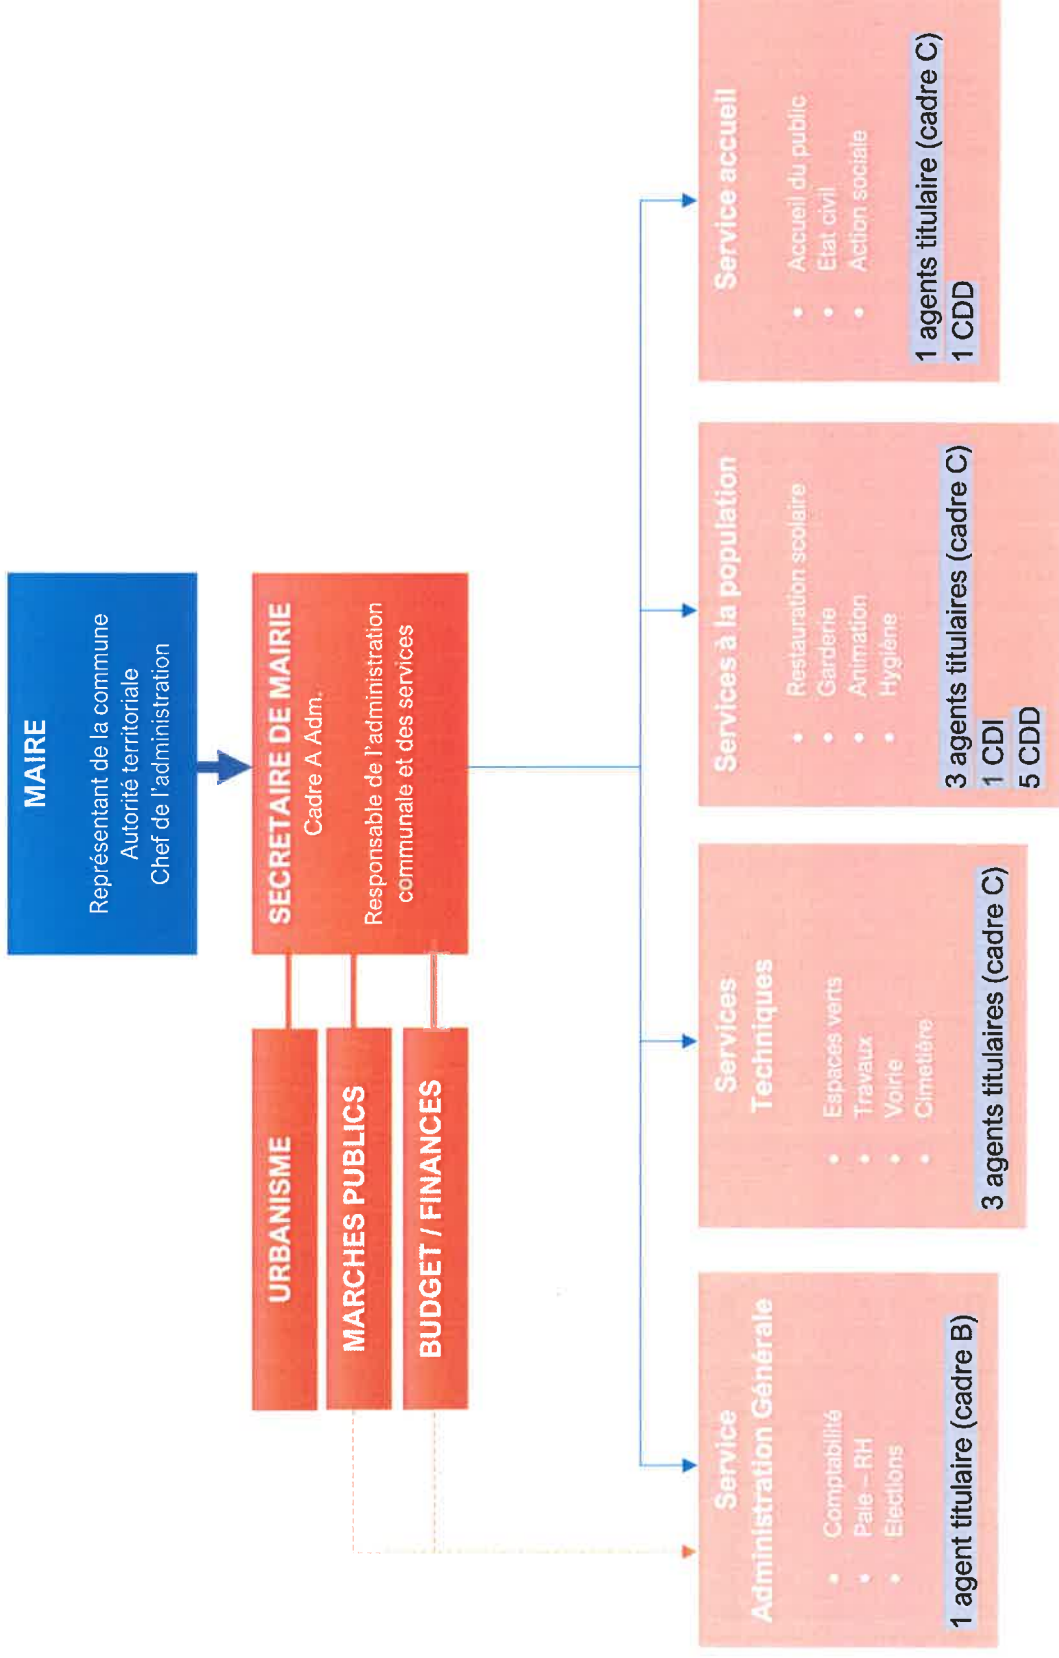 MAIRE
Représentant de la commune
Autorité territoriale
Chef de l'administration
SECRETAIRE DE MAIRIE
Cadre A Adm.
Responsable de l'administration
communale et des services
URBANISME
MARCHES PUBLICS
BUDGET / FINANCES
Service
Administration Générale
• Comptabilité
• Paie – RH
• Elections
1 agent titulaire (cadre B)
Services
Techniques
• Espaces verts
• Travaux
• Voirie
• Cimetière
3 agents titulaires (cadre C)
Services à la population
• Restauration scolaire
• Garderie
• Animation
• Hygiène
3 agents titulaires (cadre C)
1 CDI
5 CDD
Service accueil
• Accueil du public
• Etat civil
• Action sociale
1 agents titulaire (cadre C)
1 CDD